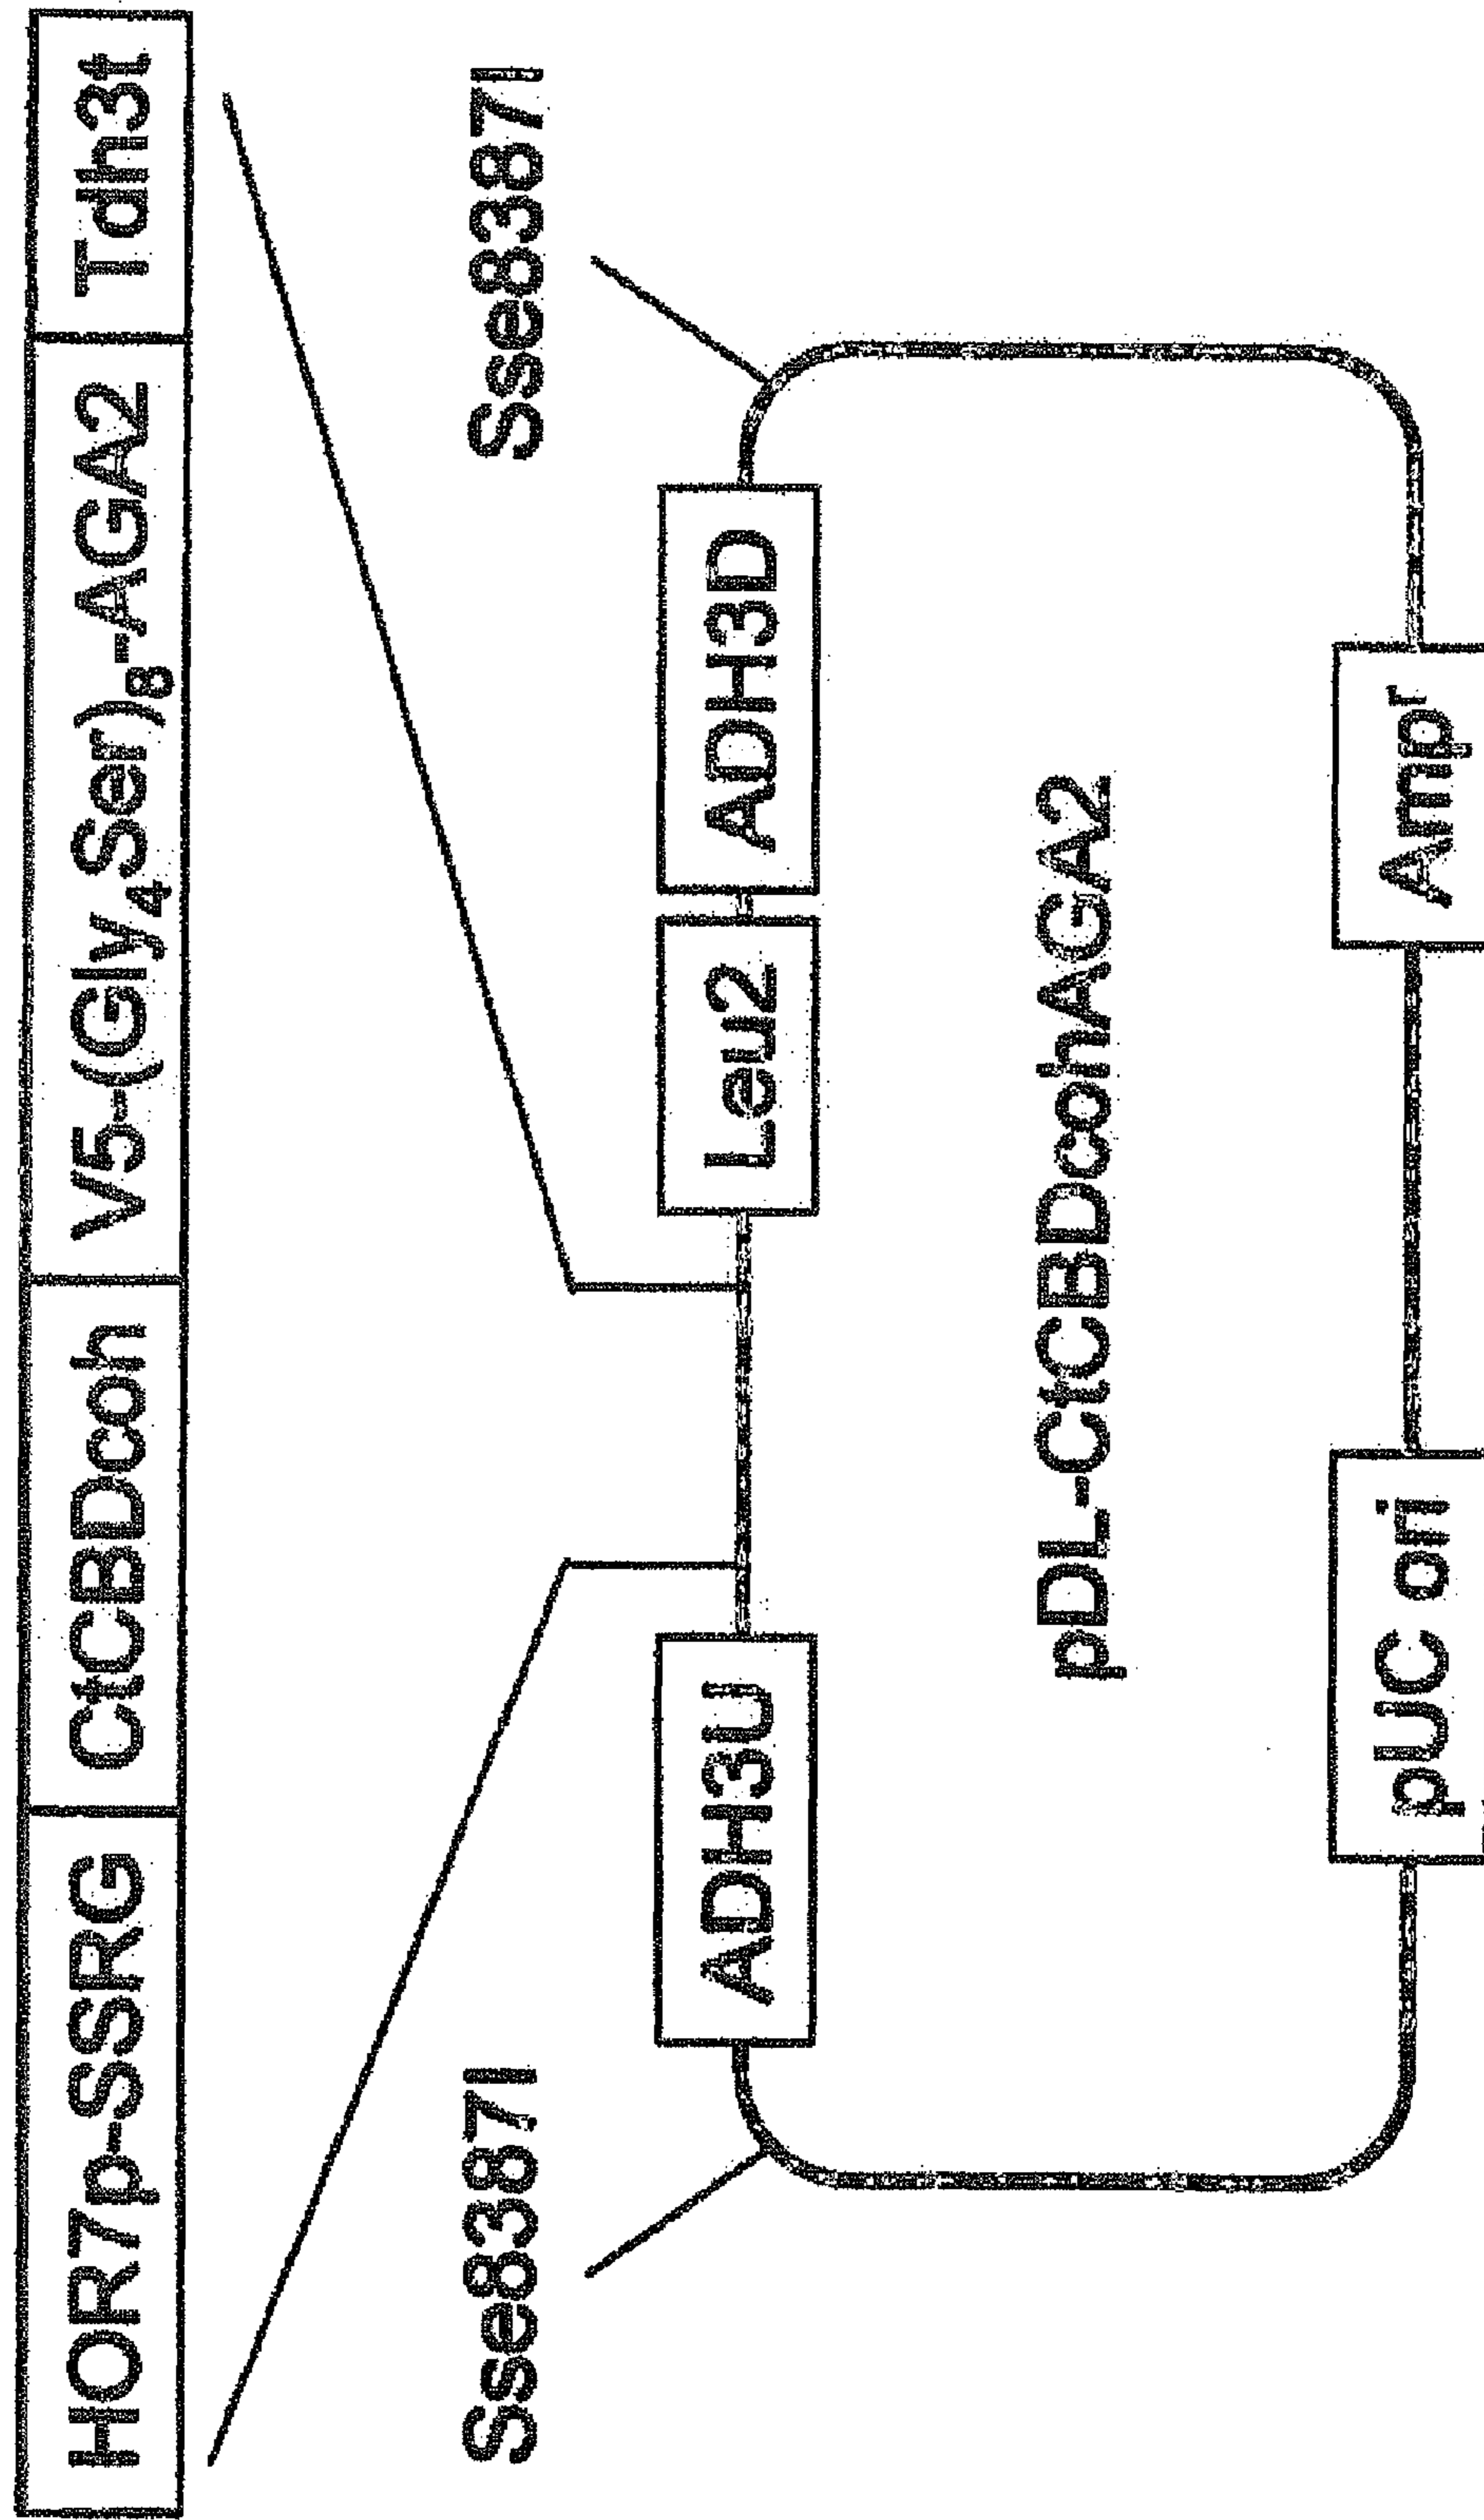 HOR7p-SSRG CtCBDcoh V5-(Gly₄Ser)₈-AGA2 Tdh3t
Sse8387I Sse8387I
ADH3U Leu2 ADH3D
pDL-CtCBDcohAGA2
pUC ori Ampʳ